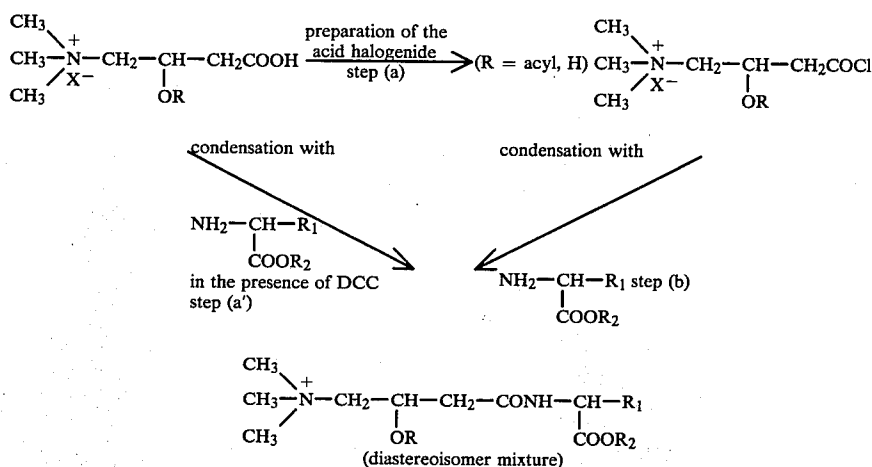 CH3
CH3—N+—CH2—CH—CH2COOH
X−
CH3
OR
preparation of the
acid halogenide
step (a)
(R = acyl, H)
CH3
CH3—N+—CH2—CH—CH2COCl
X−
CH3
OR
condensation with
NH2—CH—R1
COOR2
in the presence of DCC
step (a')
condensation with
NH2—CH—R1 step (b)
COOR2
CH3
CH3—N+—CH2—CH—CH2—CONH—CH—R1
CH3
OR
COOR2
(diastereoisomer mixture)